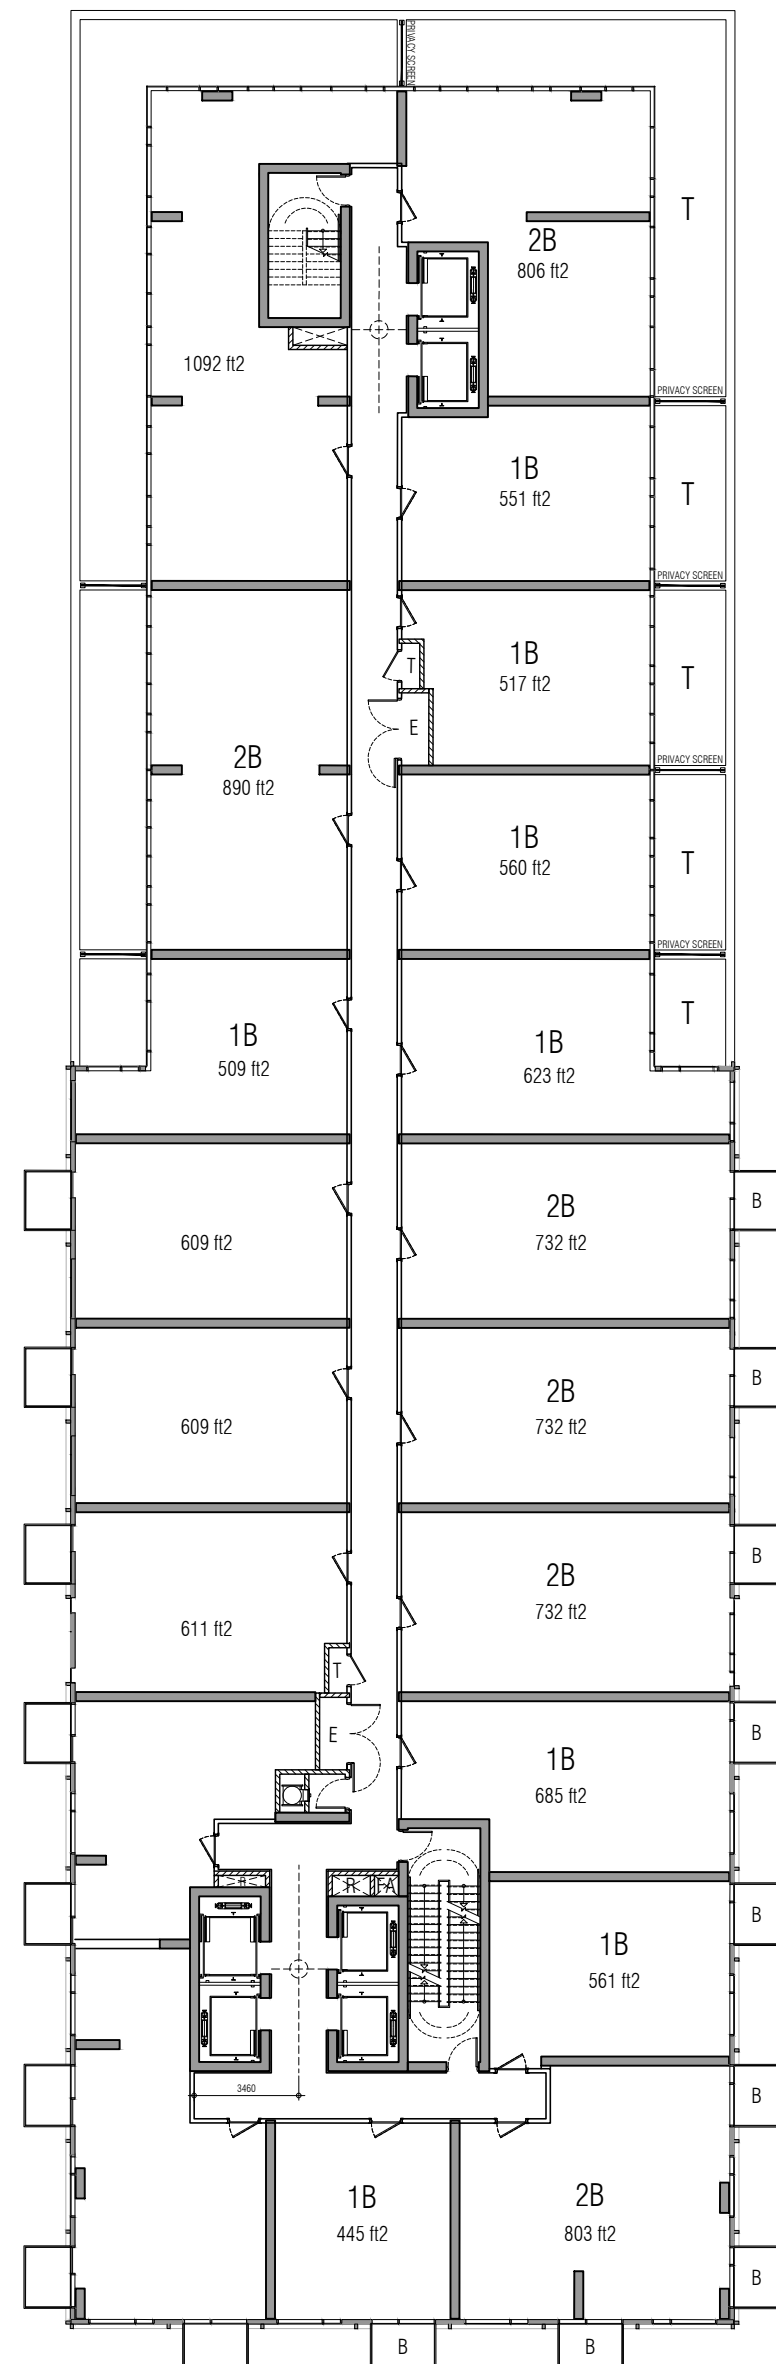 PRIVACY SCREEN
T
2B
806 ft2
1092 ft2
PRIVACY SCREEN
1B
551 ft2
T
PRIVACY SCREEN
1B
517 ft2
T
T
E
2B
890 ft2
PRIVACY SCREEN
1B
560 ft2
T
PRIVACY SCREEN
T
1B
509 ft2
1B
623 ft2
2B
732 ft2
B
609 ft2
2B
732 ft2
B
609 ft2
2B
732 ft2
B
611 ft2
T
E
B
1B
685 ft2
R
R
FA
B
1B
561 ft2
3460
B
1B
445 ft2
2B
803 ft2
B
B
B